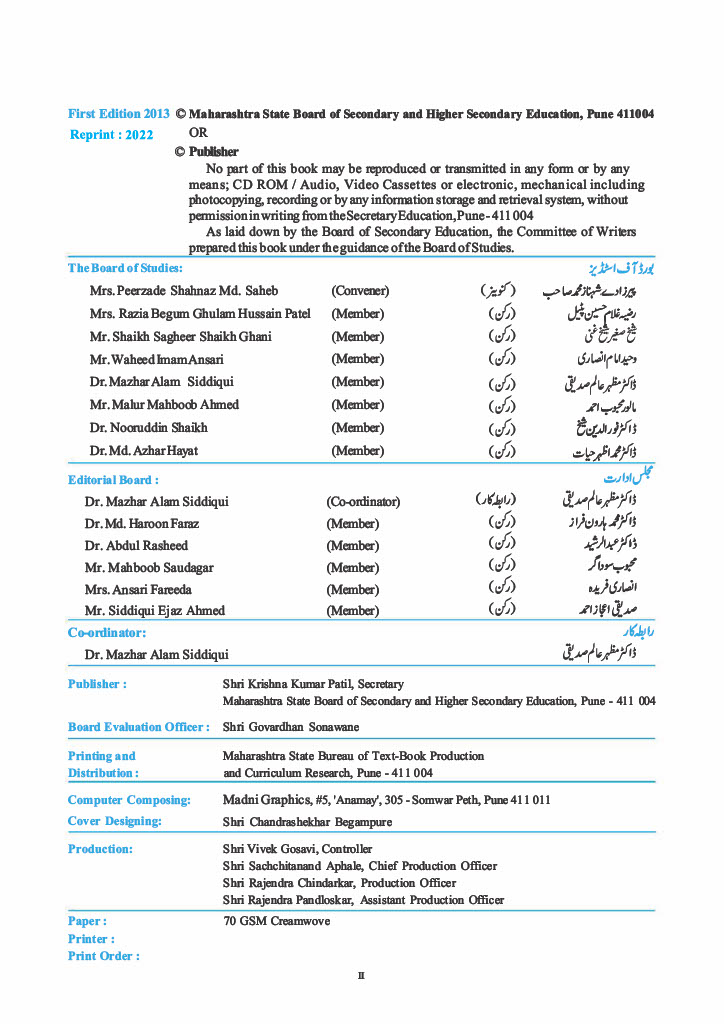 First Edition 2013 © Maharashtra State Board of Secondary and Higher Secondary Education, Pune 411004
Reprint : 2022 OR
© Publisher
No part of this book may be reproduced or transmitted in any form or by any
means; CD ROM / Audio, Video Cassettes or electronic, mechanical including
photocopying, recording or by any information storage and retrieval system, without
permission in writing from the Secretary Education, Pune - 411 004
As laid down by the Board of Secondary Education, the Committee of Writers
prepared this book under the guidance of the Board of Studies.
The Board of Studies: بورڈ آف اسٹڈیز
Mrs. Peerzade Shahnaz Md. Saheb (Convener) (کنوینر) پیرزادے شہناز محمد صاحب
Mrs. Razia Begum Ghulam Hussain Patel (Member) (رکن) رضیہ غلام حسین پٹیل
Mr. Shaikh Sagheer Shaikh Ghani (Member) (رکن) شیخ صغیر شیخ غنی
Mr. Waheed Imam Ansari (Member) (رکن) وحید امام انصاری
Dr. Mazhar Alam Siddiqui (Member) (رکن) ڈاکٹر مظہر عالم صدیقی
Mr. Malur Mahboob Ahmed (Member) (رکن) مالور محبوب احمد
Dr. Nooruddin Shaikh (Member) (رکن) ڈاکٹر نورالدین شیخ
Dr. Md. Azhar Hayat (Member) (رکن) ڈاکٹر محمد اظہر حیات
Editorial Board : مجلس ادارت
Dr. Mazhar Alam Siddiqui (Co-ordinator) (رابطہ کار) ڈاکٹر مظہر عالم صدیقی
Dr. Md. Haroon Faraz (Member) (رکن) ڈاکٹر محمد ہارون فراز
Dr. Abdul Rasheed (Member) (رکن) ڈاکٹر عبدالرشید
Mr. Mahboob Saudagar (Member) (رکن) محبوب سوداگر
Mrs. Ansari Fareeda (Member) (رکن) انصاری فریدہ
Mr. Siddiqui Ejaz Ahmed (Member) (رکن) صدیقی اعجاز احمد
Co-ordinator: رابطہ کار
Dr. Mazhar Alam Siddiqui ڈاکٹر مظہر عالم صدیقی
Publisher : Shri Krishna Kumar Patil, Secretary
Maharashtra State Board of Secondary and Higher Secondary Education, Pune - 411 004
Board Evaluation Officer : Shri Govardhan Sonawane
Printing and Maharashtra State Bureau of Text-Book Production
Distribution : and Curriculum Research, Pune - 411 004
Computer Composing: Madni Graphics, #5, 'Anamay', 305 - Somwar Peth, Pune 411 011
Cover Designing: Shri Chandrashekhar Begampure
Production: Shri Vivek Gosavi, Controller
Shri Sachchitanand Aphale, Chief Production Officer
Shri Rajendra Chindarkar, Production Officer
Shri Rajendra Pandloskar, Assistant Production Officer
Paper : 70 GSM Creamwove
Printer :
Print Order :
II